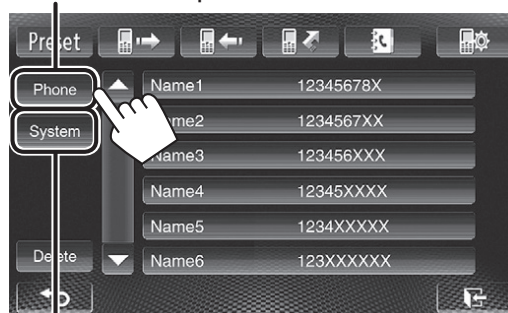 Preset
Phone
Name1 12345678X
System
me2 1234567XX
Name3 123456XXX
Name4 12345XXXX
Name5 1234XXXXX
Delete
Name6 123XXXXXX